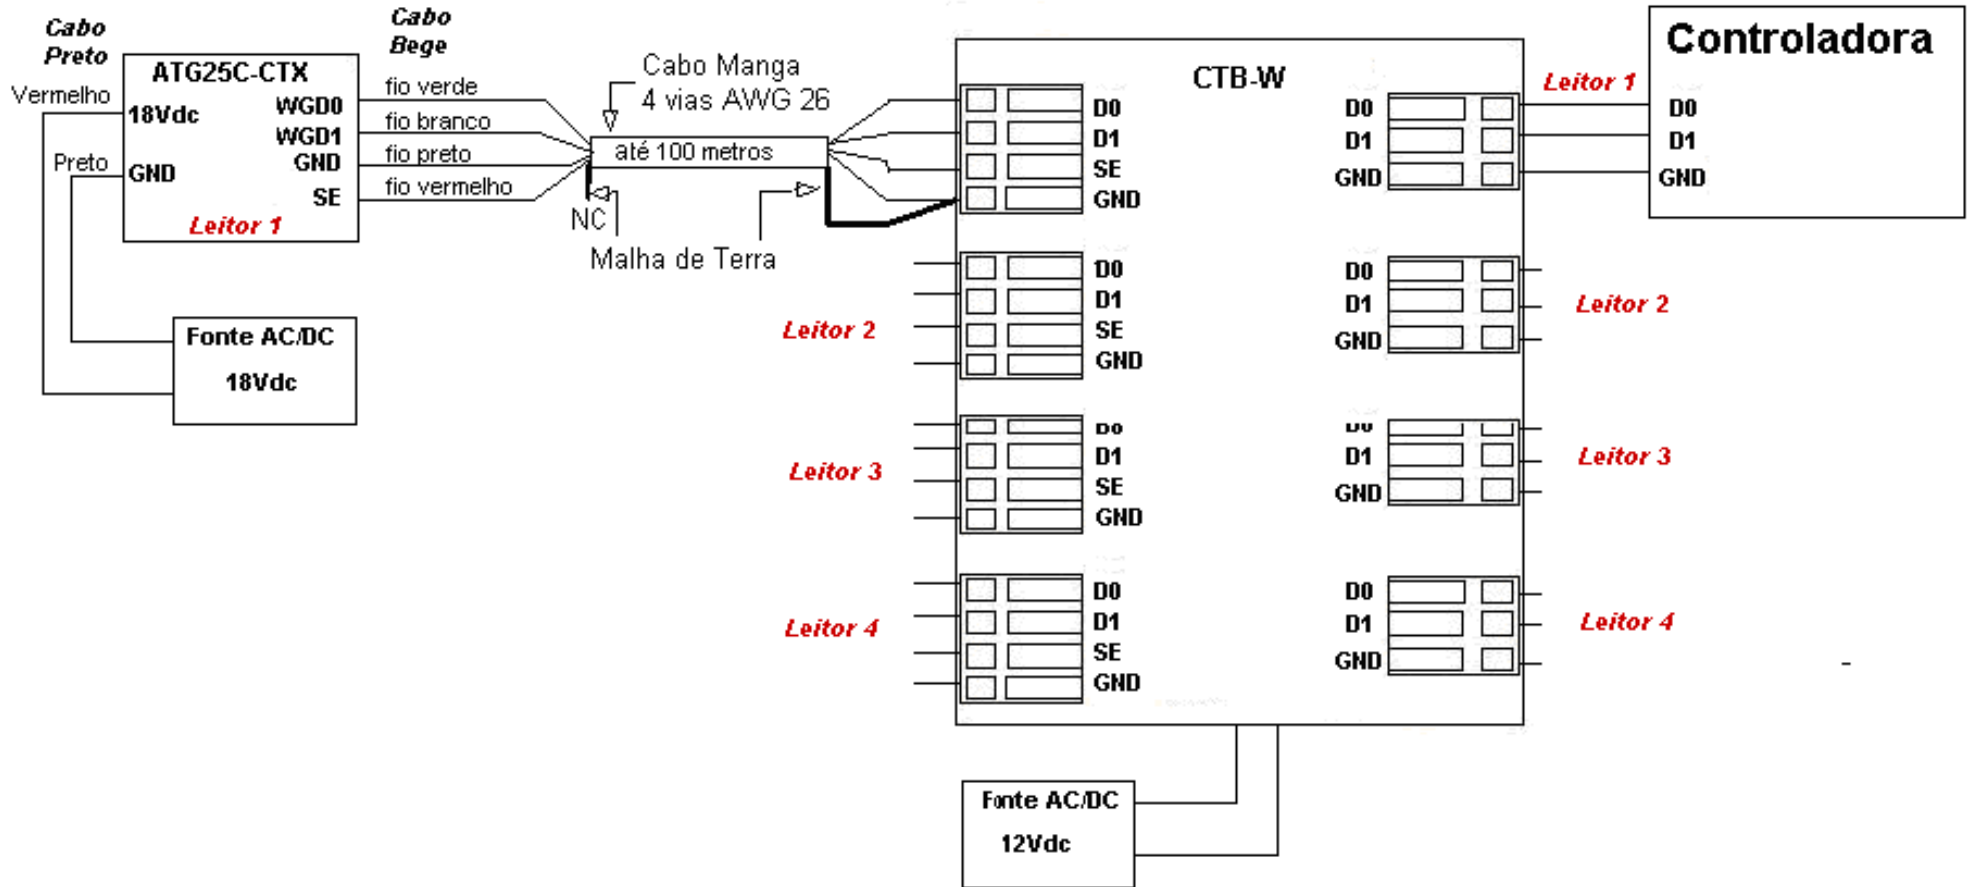 Cabo
Preto
Cabo
Bege
Vermelho
Preto
ATG25C-CTX
18Vdc
GND
WGD0
WGD1
GND
SE
Leitor 1
fio verde
fio branco
fio preto
fio vermelho
Cabo Manga
4 vias AWG 26
até 100 metros
NC
Malha de Terra
Fonte AC/DC
18Vdc
CTB-W
D0
D1
SE
GND
D0
D1
GND
Leitor 1
Controladora
D0
D1
GND
Leitor 2
D0
D1
SE
GND
D0
D1
GND
Leitor 2
Leitor 3
D0
D1
SE
GND
D0
D1
GND
Leitor 3
Leitor 4
D0
D1
SE
GND
D0
D1
GND
Leitor 4
Fonte AC/DC
12Vdc